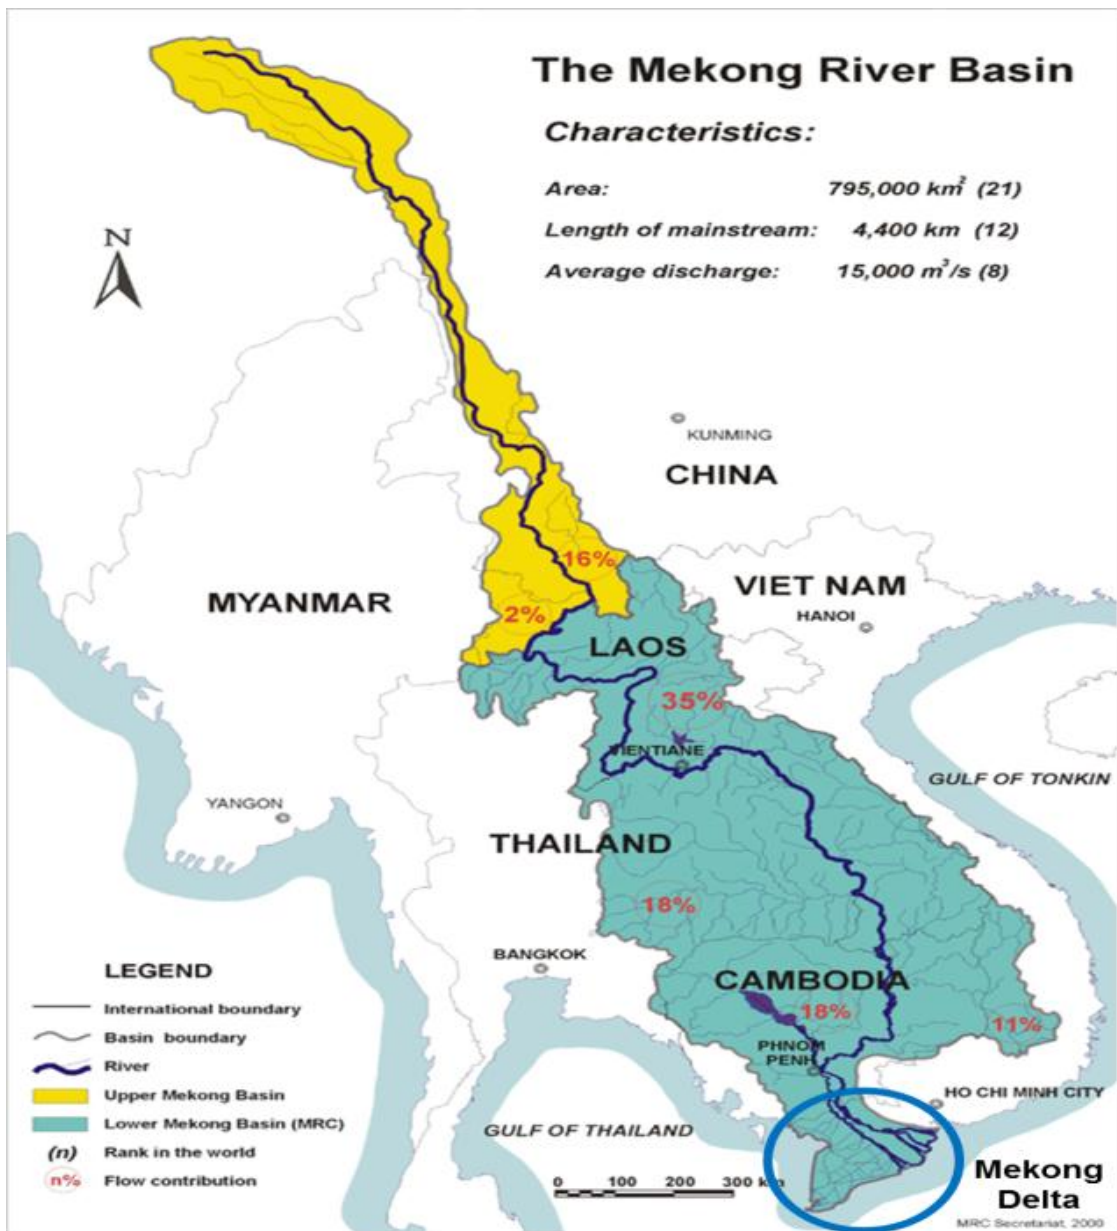 The Mekong River Basin
Characteristics:
Area: 795,000 km² (21)
Length of mainstream: 4,400 km (12)
Average discharge: 15,000 m³/s (8)
N
KUNMING
CHINA
16%
VIET NAM
MYANMAR
2%
HANOI
LAOS
35%
VIENTIANE
GULF OF TONKIN
YANGON
THAILAND
18%
BANGKOK
CAMBODIA
18%
11%
PHNOM
PENH
HO CHI MINH CITY
GULF OF THAILAND
LEGEND
International boundary
Basin boundary
River
Upper Mekong Basin
Lower Mekong Basin (MRC)
(n) Rank in the world
n% Flow contribution
0 100 200 300 km
Mekong
Delta
MRC Secretariat, 2000